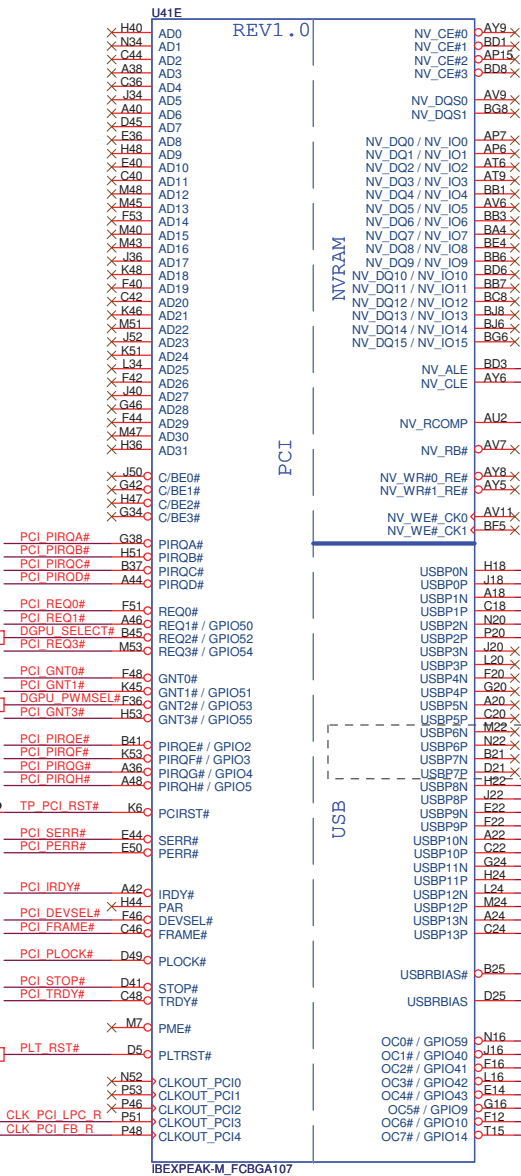 U41E
REV1.0
H40 AD0
N34 AD1
C44 AD2
A38 AD3
C36 AD4
J34 AD5
A40 AD6
D45 AD7
E36 AD8
H48 AD9
E40 AD10
C40 AD11
M48 AD12
M45 AD13
F53 AD14
M40 AD15
M43 AD16
J36 AD17
K48 AD18
F40 AD19
C42 AD20
K46 AD21
M51 AD22
J52 AD23
K51 AD24
L34 AD25
F42 AD26
J40 AD27
G46 AD28
F44 AD29
M47 AD30
H36 AD31
J50 C/BE0#
G42 C/BE1#
H47 C/BE2#
G34 C/BE3#
PCI_PIRQA# G38 PIRQA#
PCI_PIRQB# H51 PIRQB#
PCI_PIRQC# B37 PIRQC#
PCI_PIRQD# A44 PIRQD#
PCI_REQ0# F51 REQ0#
PCI_REQ1# A46 REQ1# / GPIO50
DGPU_SELECT# B45 REQ2# / GPIO52
PCI_REQ3# M53 REQ3# / GPIO54
PCI_GNT0# F48 GNT0#
PCI_GNT1# K45 GNT1# / GPIO51
DGPU_PWMSEL# F36 GNT2# / GPIO53
PCI_GNT3# H53 GNT3# / GPIO55
PCI_PIRQE# B41 PIRQE# / GPIO2
PCI_PIRQF# K53 PIRQF# / GPIO3
PCI_PIRQG# A36 PIRQG# / GPIO4
PCI_PIRQH# A48 PIRQH# / GPIO5
TP_PCI_RST# K6 PCIRST#
PCI_SERR# E44 SERR#
PCI_PERR# E50 PERR#
PCI_IRDY# A42 IRDY#
H44 PAR
PCI_DEVSEL# F46 DEVSEL#
PCI_FRAME# C46 FRAME#
PCI_PLOCK# D49 PLOCK#
PCI_STOP# D41 STOP#
PCI_TRDY# C48 TRDY#
M7 PME#
PLT_RST# D5 PLTRST#
N52 CLKOUT_PCI0
P53 CLKOUT_PCI1
P46 CLKOUT_PCI2
CLK_PCI_LPC_R P51 CLKOUT_PCI3
CLK_PCI_FB_R P48 CLKOUT_PCI4
PCI
NVRAM
NV_CE#0 AY9
NV_CE#1 BD1
NV_CE#2 AP15
NV_CE#3 BD8
NV_DQS0 AV9
NV_DQS1 BG8
NV_DQ0 / NV_IO0 AP7
NV_DQ1 / NV_IO1 AP6
NV_DQ2 / NV_IO2 AT6
NV_DQ3 / NV_IO3 AT9
NV_DQ4 / NV_IO4 BB1
NV_DQ5 / NV_IO5 AV6
NV_DQ6 / NV_IO6 BB3
NV_DQ7 / NV_IO7 BA4
NV_DQ8 / NV_IO8 BE4
NV_DQ9 / NV_IO9 BB6
NV_DQ10 / NV_IO10 BD6
NV_DQ11 / NV_IO11 BB7
NV_DQ12 / NV_IO12 BC8
NV_DQ13 / NV_IO13 BJ8
NV_DQ14 / NV_IO14 BJ6
NV_DQ15 / NV_IO15 BG6
NV_ALE BD3
NV_CLE AY6
NV_RCOMP AU2
NV_RB# AV7
NV_WR#0_RE# AY8
NV_WR#1_RE# AY5
NV_WE#_CK0 AV11
NV_WE#_CK1 BF5
USB
USBP0N H18
USBP0P J18
USBP1N A18
USBP1P C18
USBP2N N20
USBP2P P20
USBP3N J20
USBP3P L20
USBP4N F20
USBP4P G20
USBP5N A20
USBP5P C20
USBP6N M22
USBP6P N22
USBP7N B21
USBP7P D21
USBP8N H22
USBP8P J22
USBP9N E22
USBP9P F22
USBP10N A22
USBP10P C22
USBP11N G24
USBP11P H24
USBP12N L24
USBP12P M24
USBP13N A24
USBP13P C24
USBRBIAS# B25
USBRBIAS D25
OC0# / GPIO59 N16
OC1# / GPIO40 J16
OC2# / GPIO41 F16
OC3# / GPIO42 L16
OC4# / GPIO43 E14
OC5# / GPIO9 G16
OC6# / GPIO10 F12
OC7# / GPIO14 T15
IBEXPEAK-M_FCBGA107